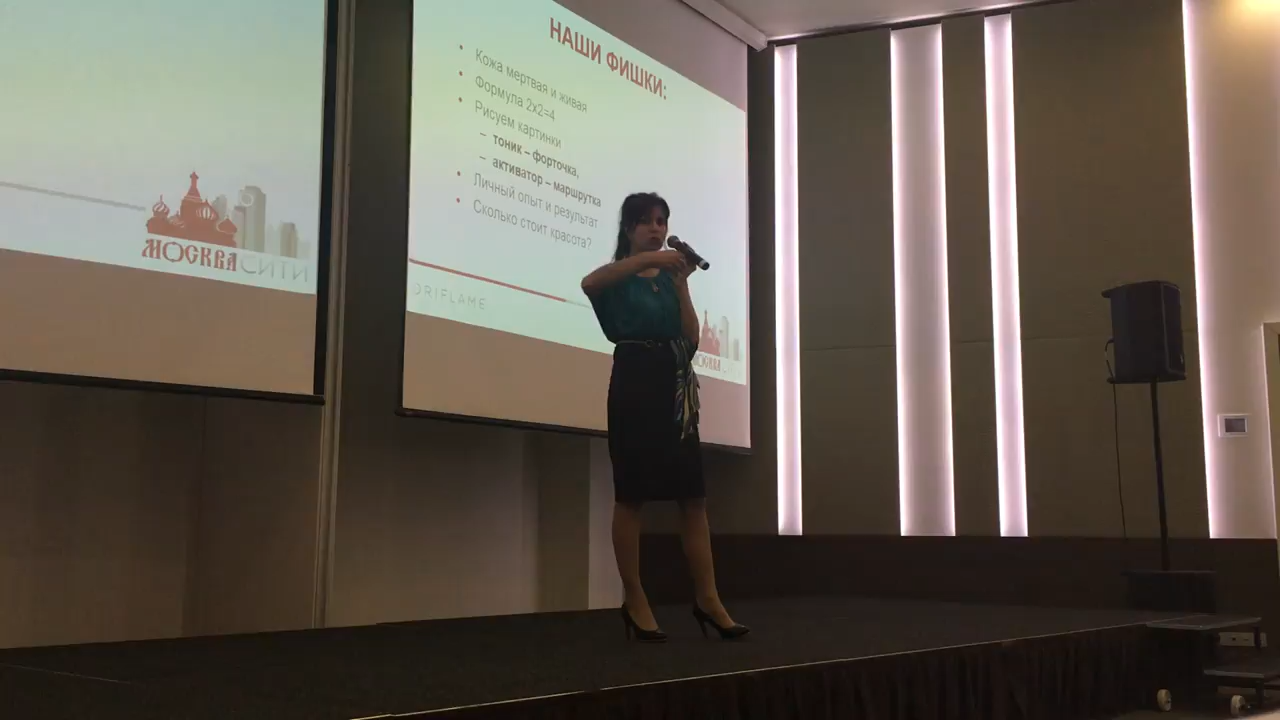 МОСКВА СИТИ
НАШИ ФИШКИ:
• Кожа мертвая и живая
• Формула 2х2=4
• Рисуем картинки
– тоник – форточка,
– активатор – маршрутка
• Личный опыт и результат
• Сколько стоит красота?
ORIFLAME
МОСКВА